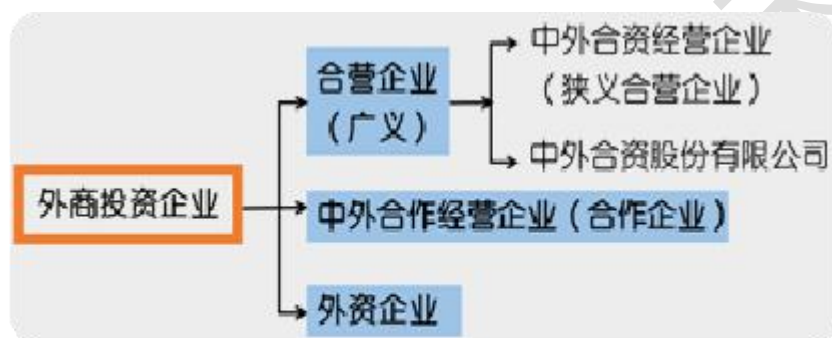 外商投资企业
合营企业
（广义）
中外合资经营企业
（狭义合营企业）
中外合资股份有限公司
中外合作经营企业（合作企业）
外资企业